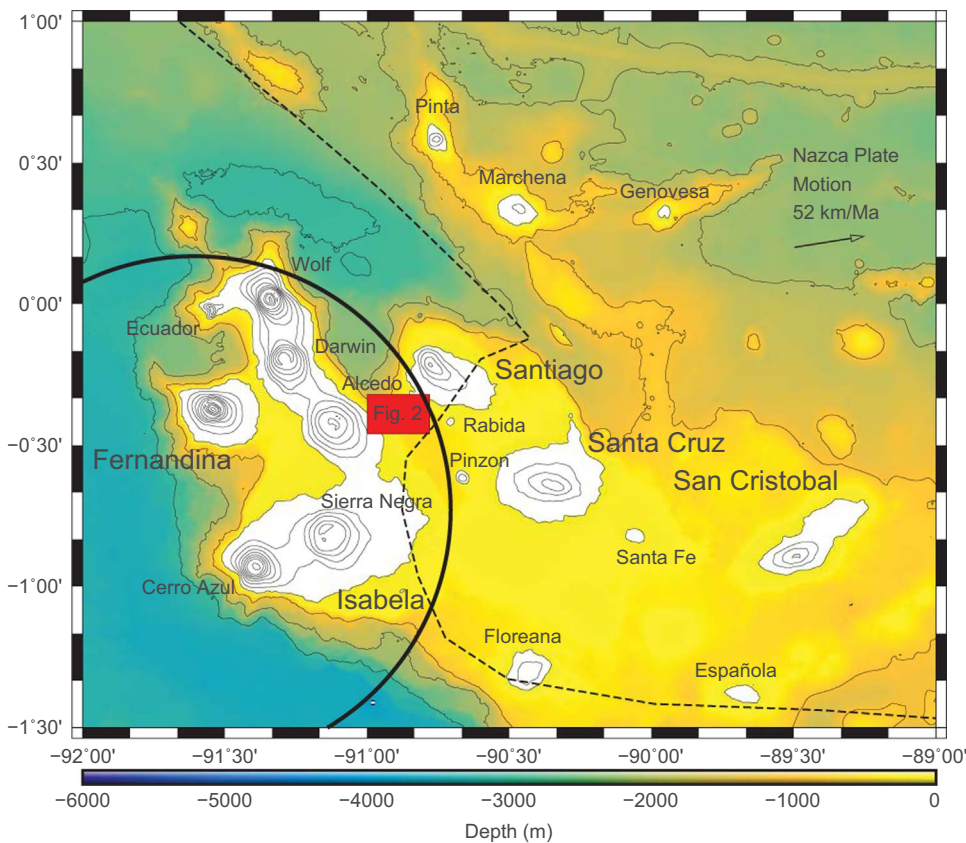 1˚00'
0˚30'
0˚00'
−0˚30'
−1˚00'
−1˚30'
Pinta
Marchena
Genovesa
Nazca Plate
Motion
52 km/Ma
Wolf
Ecuador
Darwin
Alcedo
Santiago
Fig. 2
Rabida
Santa Cruz
Fernandina
Pinzon
San Cristobal
Sierra Negra
Santa Fe
Cerro Azul
Isabela
Floreana
Española
−92˚00' −91˚30' −91˚00' −90˚30' −90˚00' −89˚30' −89˚00'
−6000 −5000 −4000 −3000 −2000 −1000 0
Depth (m)